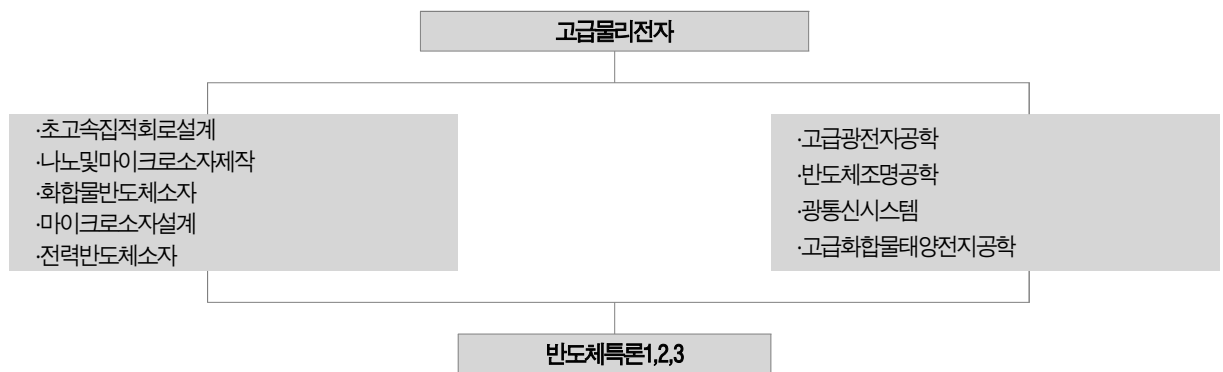 고급물리전자
·초고속집적회로설계
·나노및마이크로소자제작
·화합물반도체소자
·마이크로소자설계
·전력반도체소자
·고급광전자공학
·반도체조명공학
·광통신시스템
·고급화합물태양전지공학
반도체특론1,2,3